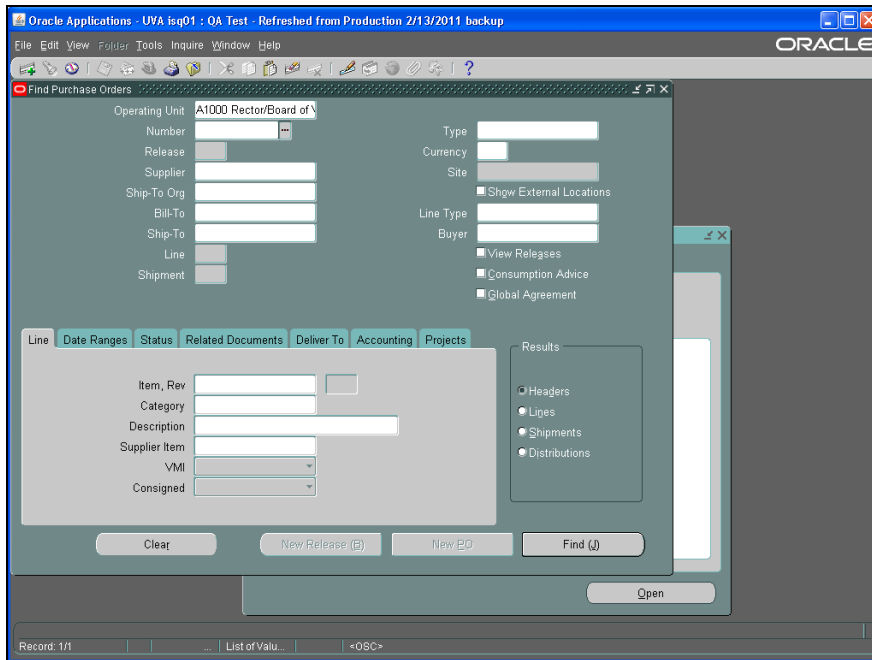 Oracle Applications - UVA isq01 : QA Test - Refreshed from Production 2/13/2011 backup
File Edit View Folder Tools Inquire Window Help
ORACLE
Find Purchase Orders
Operating Unit A1000 Rector/Board of V
Number
Type
Release
Currency
Supplier
Site
Ship-To Org
Show External Locations
Bill-To
Line Type
Ship-To
Buyer
Line
View Releases
Shipment
Consumption Advice
Global Agreement
Line Date Ranges Status Related Documents Deliver To Accounting Projects
Results
Item, Rev
Headers
Category
Lines
Description
Shipments
Supplier Item
Distributions
VMI
Consigned
Clear
New Release (B)
New PO
Find (J)
Open
Record: 1/1 ... List of Valu... <OSC>